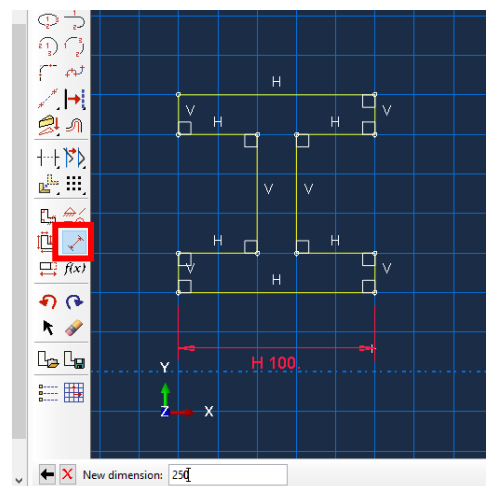 H
V H H V
V V
V H H V
H
H 100.
Y
Z X
f(x)
New dimension: 250